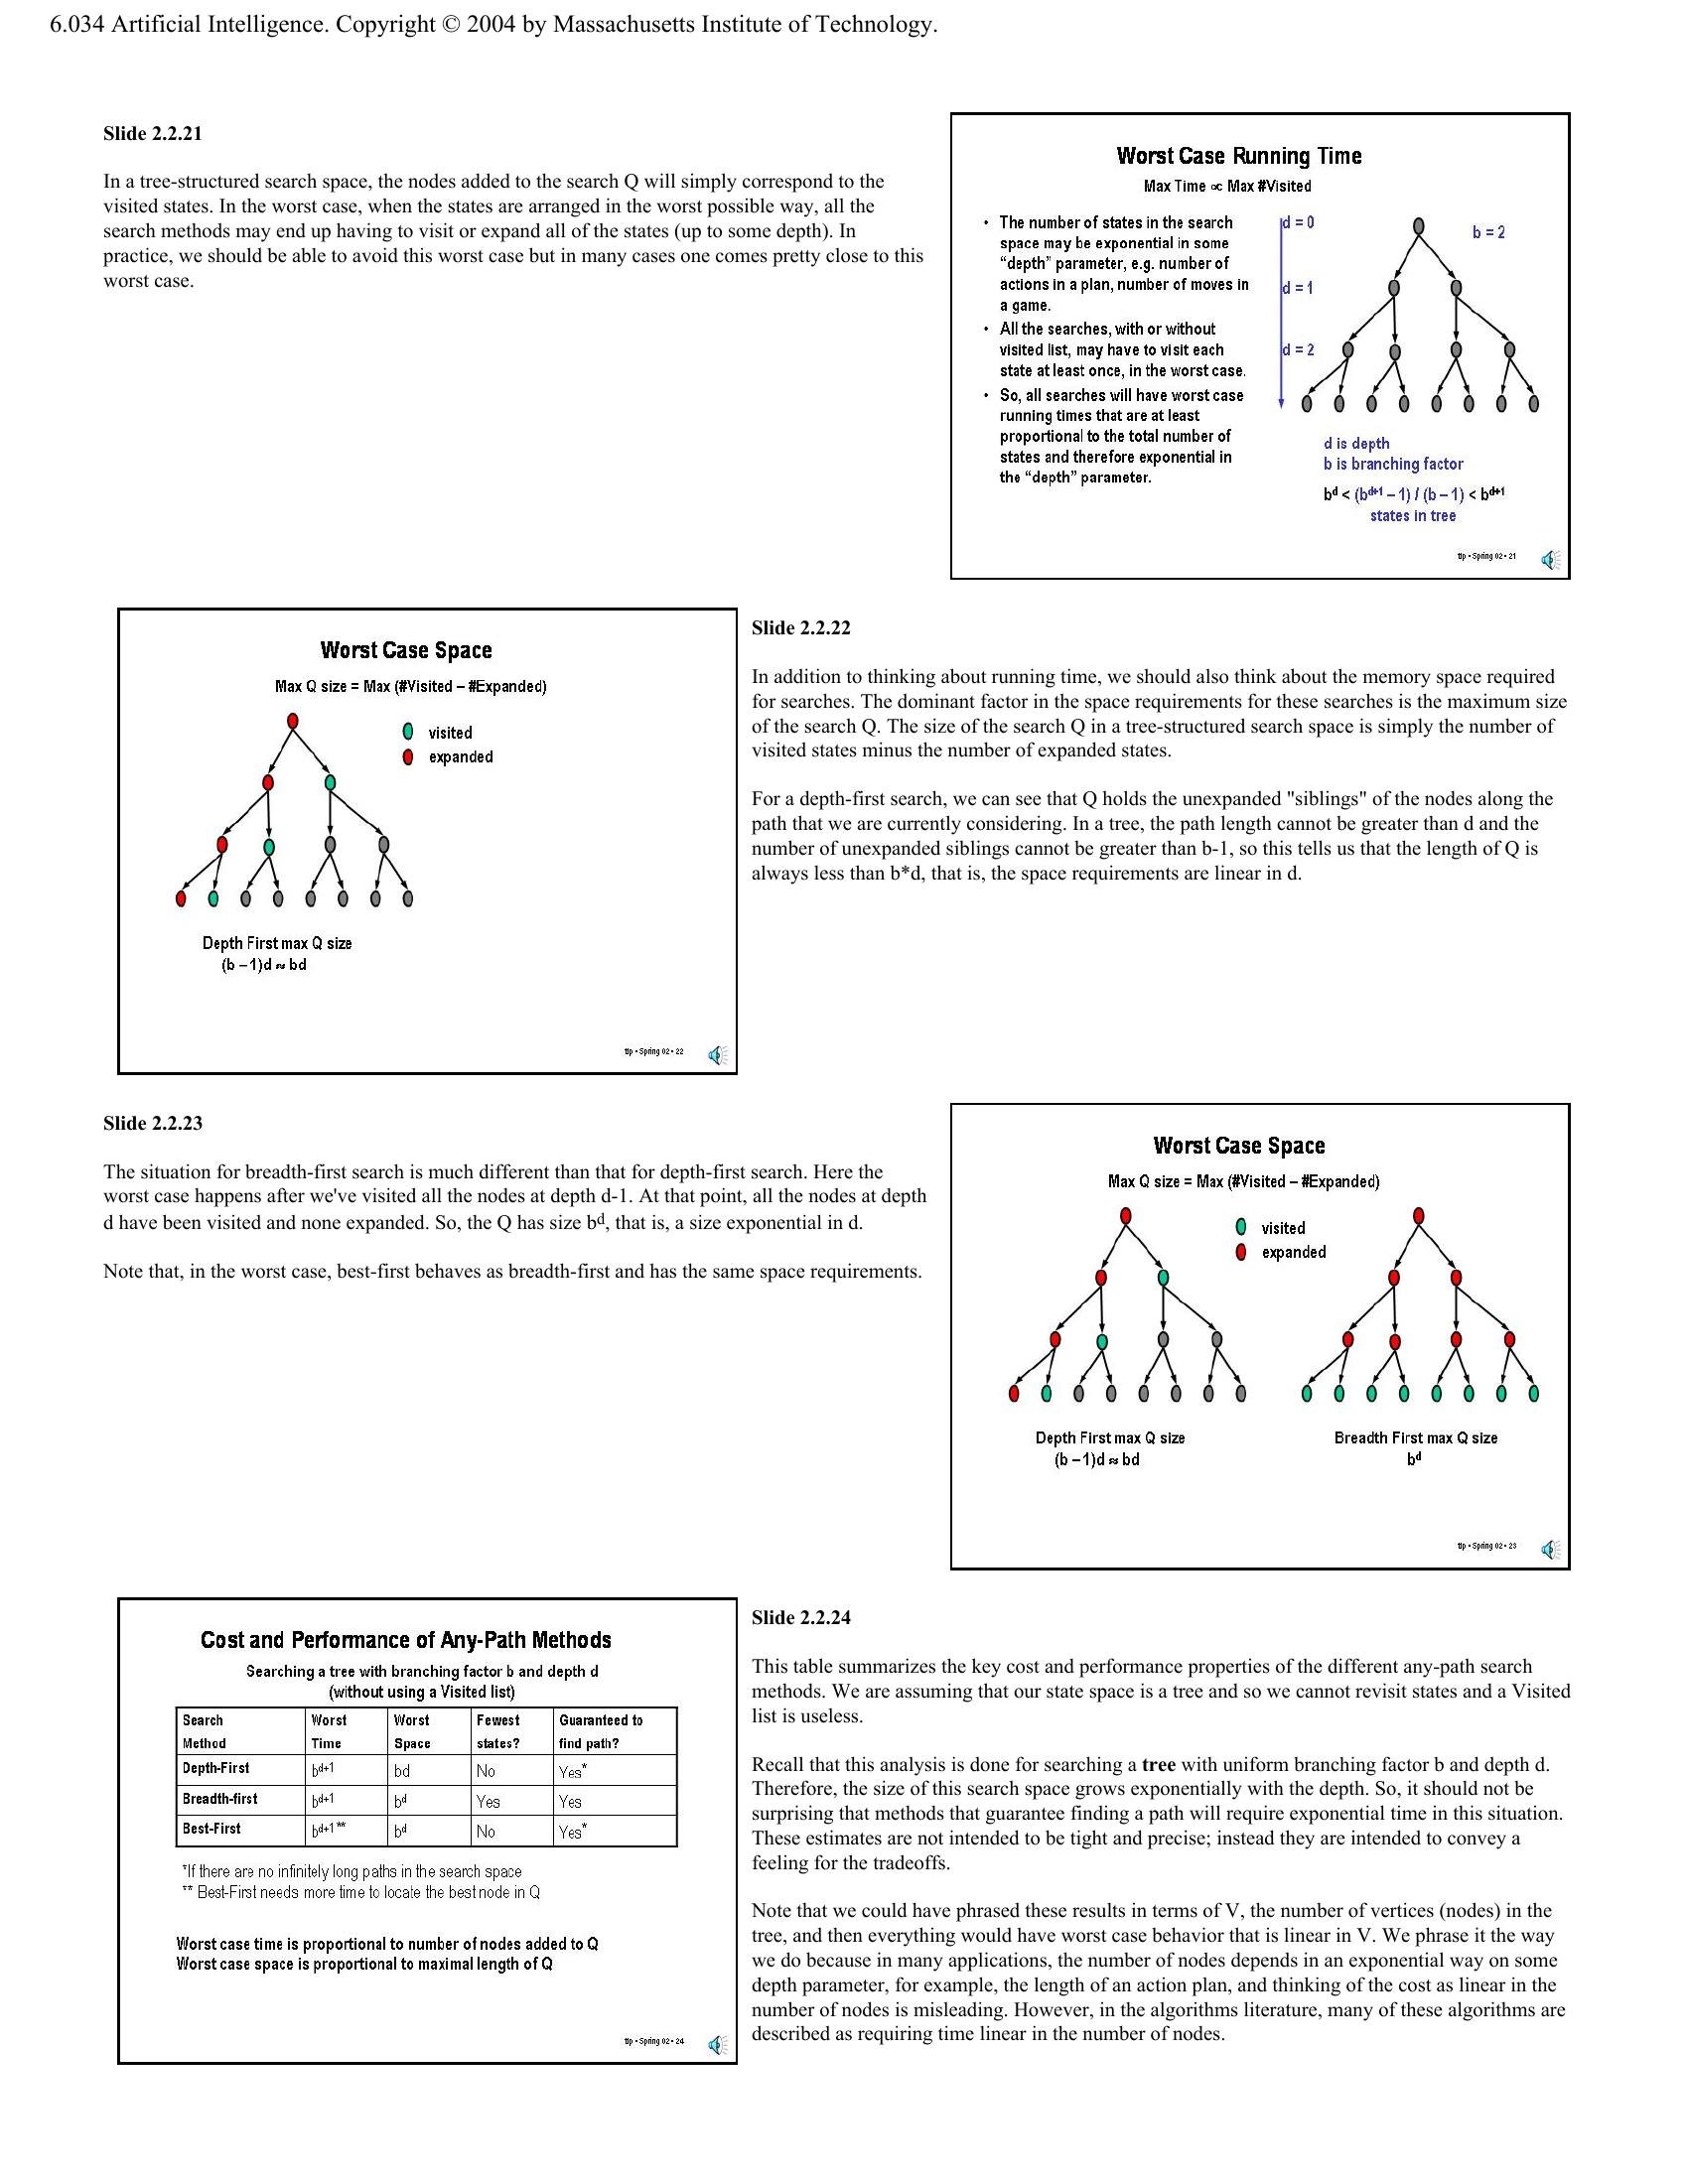 6.034 Artificial Intelligence. Copyright © 2004 by Massachusetts Institute of Technology.
Slide 2.2.21
In a tree-structured search space, the nodes added to the search Q will simply correspond to the
visited states. In the worst case, when the states are arranged in the worst possible way, all the
search methods may end up having to visit or expand all of the states (up to some depth). In
practice, we should be able to avoid this worst case but in many cases one comes pretty close to this
worst case.
Worst Case Running Time
Max Time ∝ Max #Visited
• The number of states in the search
space may be exponential in some
“depth” parameter, e.g. number of
actions in a plan, number of moves in
a game.
• All the searches, with or without
visited list, may have to visit each
state at least once, in the worst case.
• So, all searches will have worst case
running times that are at least
proportional to the total number of
states and therefore exponential in
the “depth” parameter.
d = 0
b = 2
d = 1
d = 2
d is depth
b is branching factor
b^d < (b^d+1 – 1) / (b – 1) < b^d+1
states in tree
tlp • Spring 02 • 21
Worst Case Space
Max Q size = Max (#Visited – #Expanded)
visited
expanded
Depth First max Q size
(b – 1)d ≈ bd
tlp • Spring 02 • 22
Slide 2.2.22
In addition to thinking about running time, we should also think about the memory space required
for searches. The dominant factor in the space requirements for these searches is the maximum size
of the search Q. The size of the search Q in a tree-structured search space is simply the number of
visited states minus the number of expanded states.
For a depth-first search, we can see that Q holds the unexpanded "siblings" of the nodes along the
path that we are currently considering. In a tree, the path length cannot be greater than d and the
number of unexpanded siblings cannot be greater than b-1, so this tells us that the length of Q is
always less than b*d, that is, the space requirements are linear in d.
Slide 2.2.23
The situation for breadth-first search is much different than that for depth-first search. Here the
worst case happens after we've visited all the nodes at depth d-1. At that point, all the nodes at depth
d have been visited and none expanded. So, the Q has size b^d, that is, a size exponential in d.
Note that, in the worst case, best-first behaves as breadth-first and has the same space requirements.
Worst Case Space
Max Q size = Max (#Visited – #Expanded)
visited
expanded
Depth First max Q size
(b – 1)d ≈ bd
Breadth First max Q size
b^d
tlp • Spring 02 • 23
Cost and Performance of Any-Path Methods
Searching a tree with branching factor b and depth d
(without using a Visited list)
Search Method Worst Time Worst Space Fewest states? Guaranteed to find path?
Depth-First b^d+1 bd No Yes*
Breadth-first b^d+1 b^d Yes Yes
Best-First b^d+1** b^d No Yes*
*If there are no infinitely long paths in the search space
** Best-First needs more time to locate the best node in Q
Worst case time is proportional to number of nodes added to Q
Worst case space is proportional to maximal length of Q
tlp • Spring 02 • 24
Slide 2.2.24
This table summarizes the key cost and performance properties of the different any-path search
methods. We are assuming that our state space is a tree and so we cannot revisit states and a Visited
list is useless.
Recall that this analysis is done for searching a tree with uniform branching factor b and depth d.
Therefore, the size of this search space grows exponentially with the depth. So, it should not be
surprising that methods that guarantee finding a path will require exponential time in this situation.
These estimates are not intended to be tight and precise; instead they are intended to convey a
feeling for the tradeoffs.
Note that we could have phrased these results in terms of V, the number of vertices (nodes) in the
tree, and then everything would have worst case behavior that is linear in V. We phrase it the way
we do because in many applications, the number of nodes depends in an exponential way on some
depth parameter, for example, the length of an action plan, and thinking of the cost as linear in the
number of nodes is misleading. However, in the algorithms literature, many of these algorithms are
described as requiring time linear in the number of nodes.